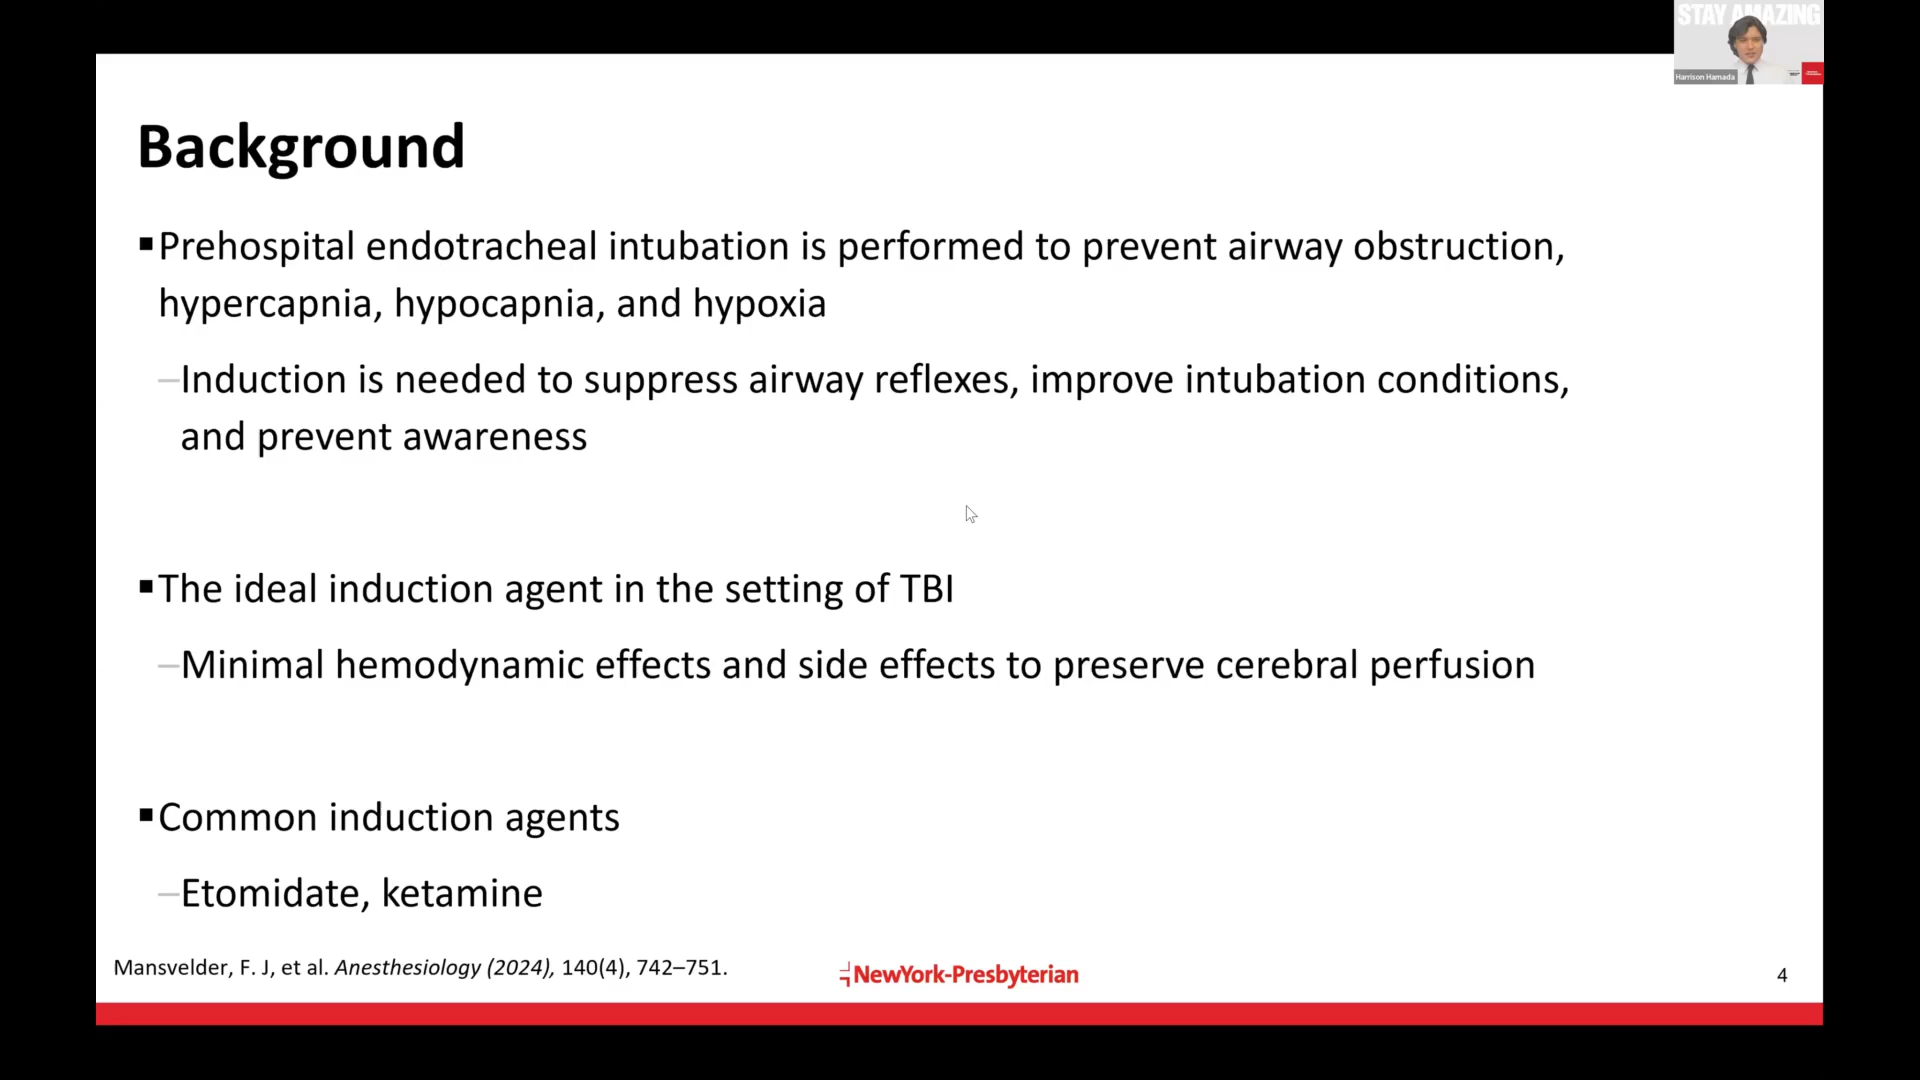 STAY AMAZING
Harrison Hamada
Background
▪Prehospital endotracheal intubation is performed to prevent airway obstruction,
hypercapnia, hypocapnia, and hypoxia
–Induction is needed to suppress airway reflexes, improve intubation conditions,
and prevent awareness
▪The ideal induction agent in the setting of TBI
–Minimal hemodynamic effects and side effects to preserve cerebral perfusion
▪Common induction agents
–Etomidate, ketamine
Mansvelder, F. J, et al. Anesthesiology (2024), 140(4), 742–751.
NewYork-Presbyterian
4